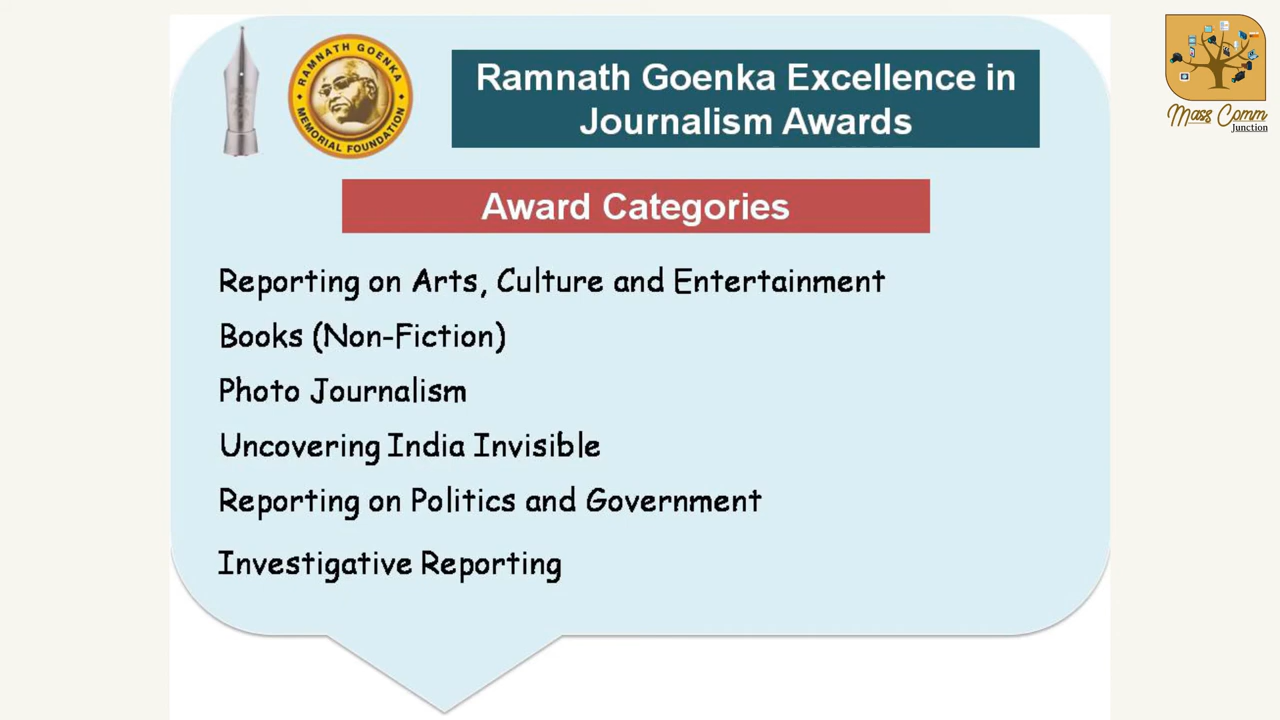 RAMNATH GOENKA
MEMORIAL FOUNDATION
Ramnath Goenka Excellence in
Journalism Awards
Mass Comm
Junction
Award Categories
Reporting on Arts, Culture and Entertainment
Books (Non-Fiction)
Photo Journalism
Uncovering India Invisible
Reporting on Politics and Government
Investigative Reporting